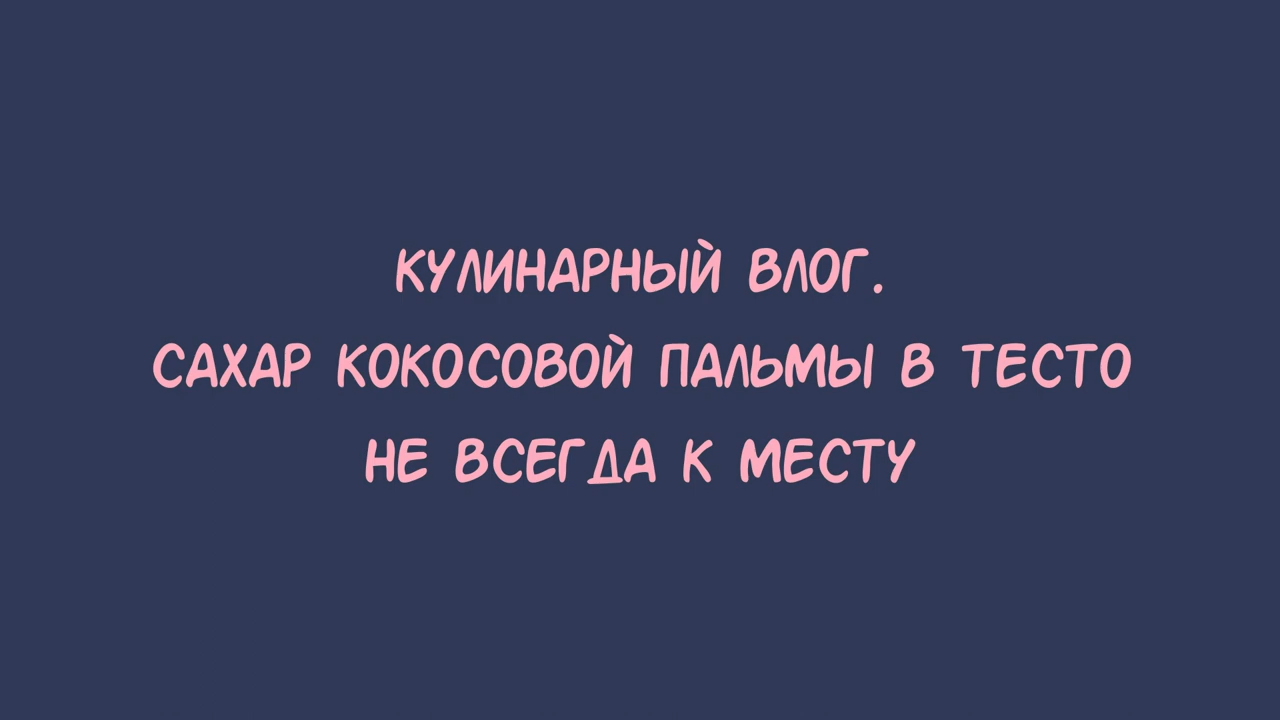 КУЛИНАРНЫЙ ВЛОГ.
САХАР КОКОСОВОЙ ПАЛЬМЫ В ТЕСТО
НЕ ВСЕГДА К МЕСТУ